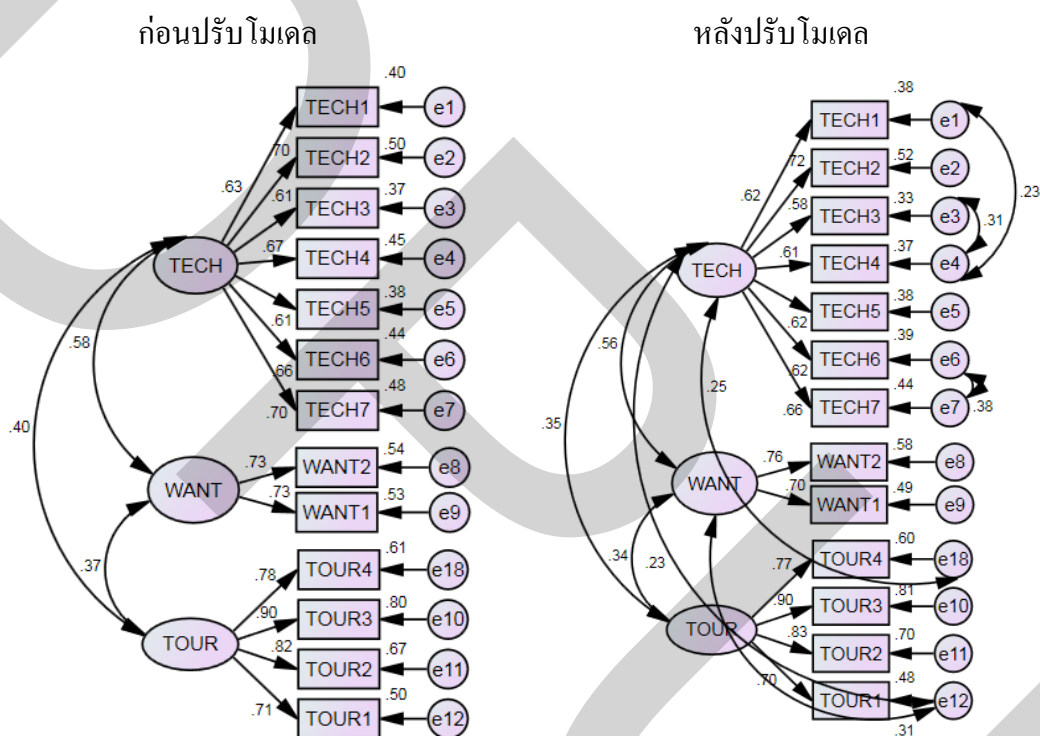 ก่อนปรับโมเดล
.40
TECH1
e1
.70
.50
TECH2
e2
.63
.61
.37
TECH3
e3
.67
.45
TECH4
e4
TECH
.38
TECH5
e5
.61
.44
TECH6
e6
.58
.66
.48
TECH7
e7
.70
.40
.73
.54
WANT2
e8
WANT
.73
.53
WANT1
e9
.37
.61
.78
TOUR4
e18
.90
.80
TOUR3
e10
TOUR
.82
.67
TOUR2
e11
.71
.50
TOUR1
e12
หลังปรับโมเดล
.38
TECH1
e1
.72
.52
TECH2
e2
.62
.23
.58
.33
TECH3
e3
.31
.61
.37
TECH4
e4
TECH
.38
TECH5
e5
.62
.39
TECH6
e6
.56
.62
.44
TECH7
e7
.38
.25
.66
.35
.76
.58
WANT2
e8
WANT
.70
.49
WANT1
e9
.34
.23
.60
.77
TOUR4
e18
.90
.81
TOUR3
e10
TOUR
.83
.70
TOUR2
e11
.70
.48
TOUR1
e12
.31